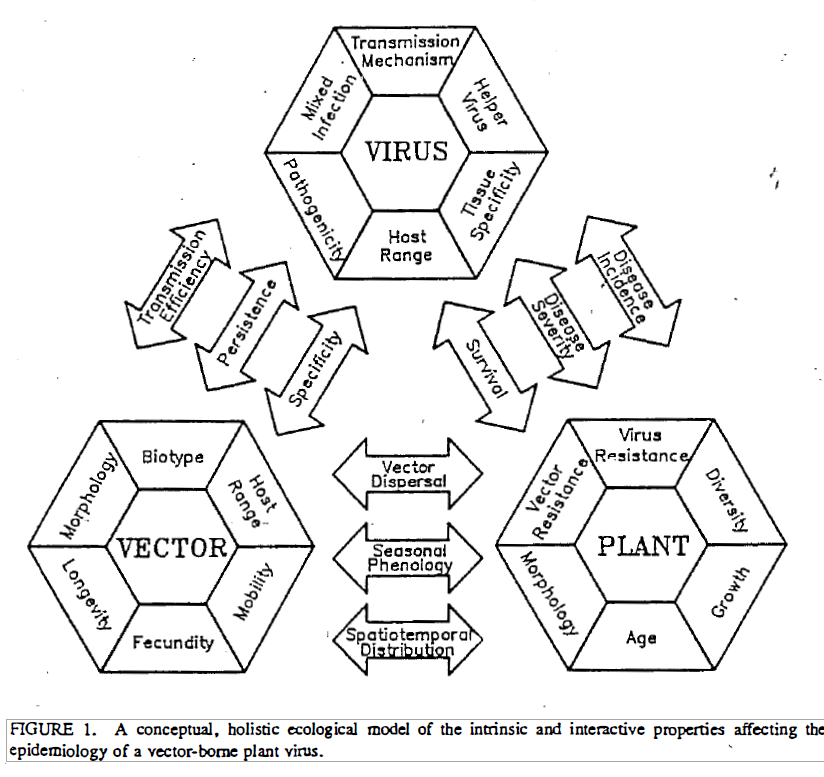 Transmission
Mechanism
Mixed
Infection
Helper
Virus
VIRUS
Pathogenicity
Tissue
Specificity
Host
Range
Transmission
Efficiency
Persistence
Specificity
Survival
Disease
Severity
Disease
Incidence
Biotype
Morphology
Host
Range
VECTOR
Longevity
Mobility
Fecundity
Vector
Dispersal
Seasonal
Phenology
Spatiotemporal
Distribution
Virus
Resistance
Vector
Resistance
Diversity
PLANT
Morphology
Growth
Age
FIGURE 1. A conceptual, holistic ecological model of the intrinsic and interactive properties affecting the
epidemiology of a vector-borne plant virus.